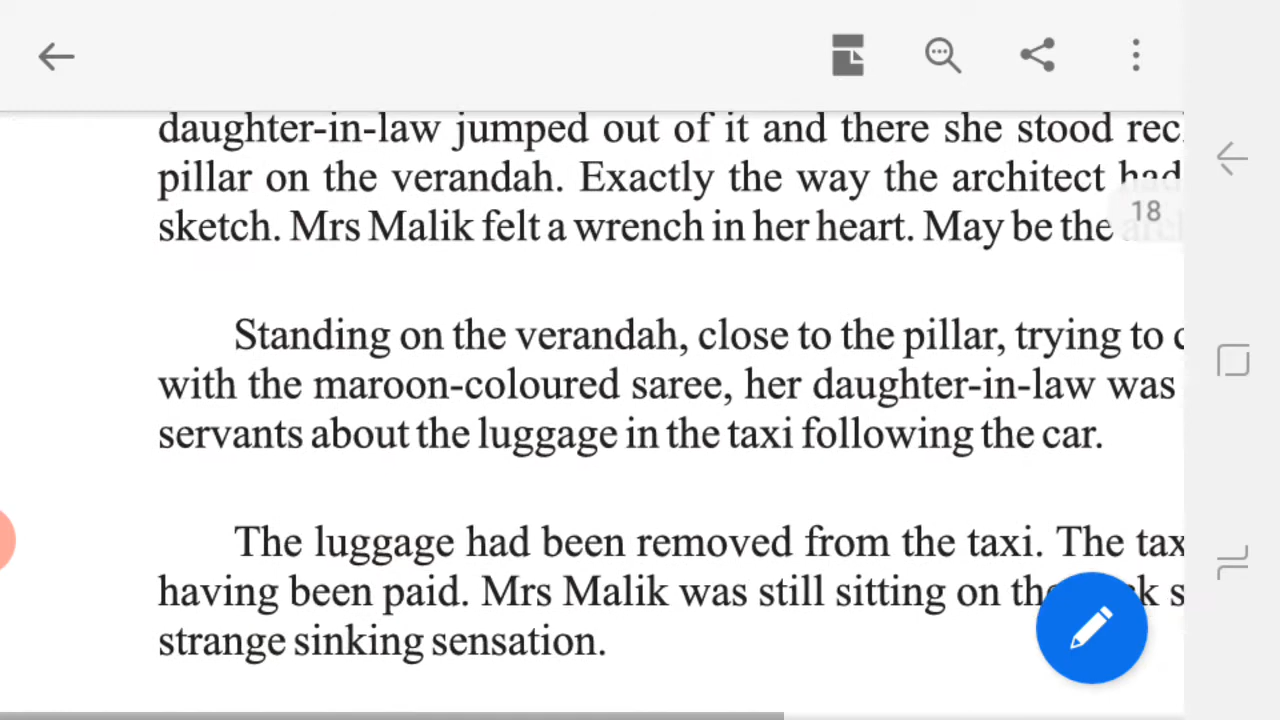 daughter-in-law jumped out of it and there she stood
pillar on the verandah. Exactly the way the architect had
18
sketch. Mrs Malik felt a wrench in her heart. May be the
Standing on the verandah, close to the pillar, trying to
with the maroon-coloured saree, her daughter-in-law was
servants about the luggage in the taxi following the car.
The luggage had been removed from the taxi. The
having been paid. Mrs Malik was still sitting on
strange sinking sensation.